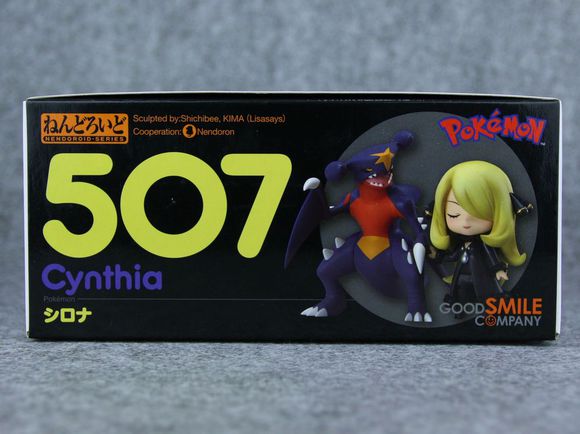 ねんどろいど
NENDOROID-SERIES
Sculpted by:Shichibee, KIMA (Lisasays)
Cooperation: Nendoron
507
Cynthia
Pokémon
シロナ
POKéMON
GOOD SMILE
COMPANY